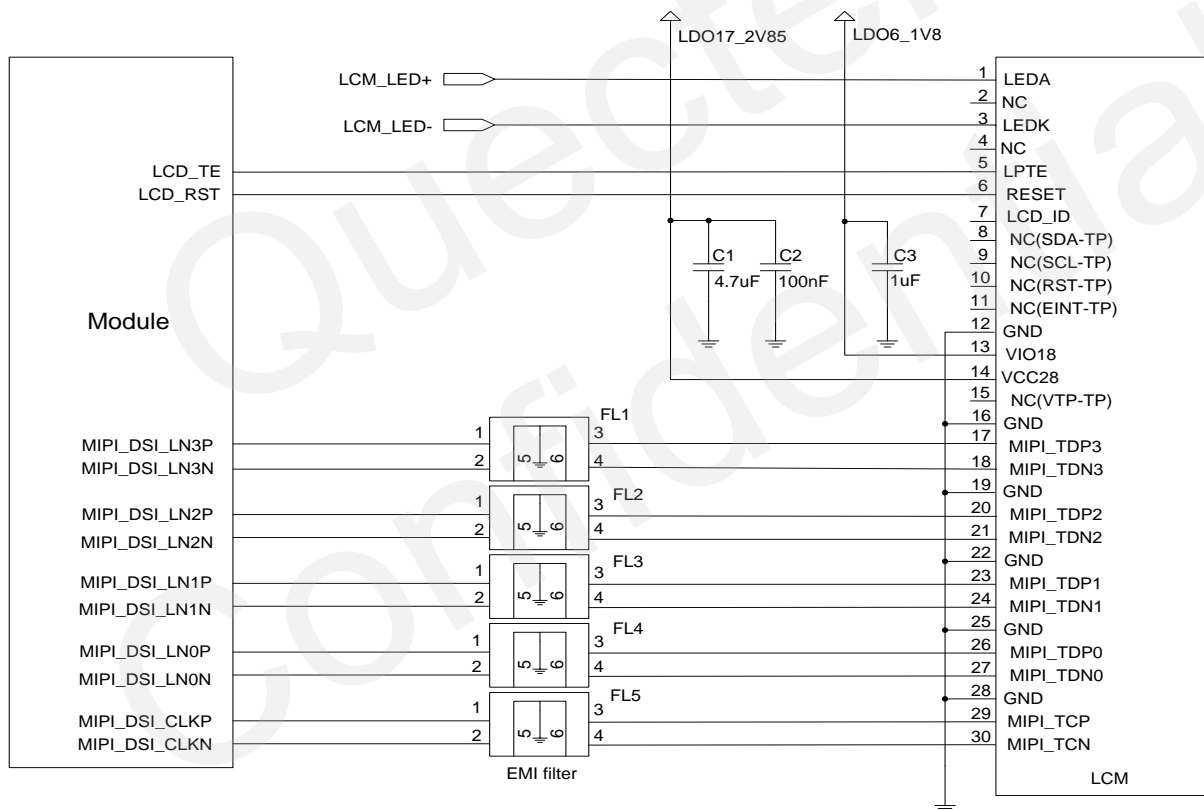 LDO17_2V85
LDO6_1V8
LCM_LED+
LCM_LED-
Module
LCD_TE
LCD_RST
MIPI_DSI_LN3P
MIPI_DSI_LN3N
MIPI_DSI_LN2P
MIPI_DSI_LN2N
MIPI_DSI_LN1P
MIPI_DSI_LN1N
MIPI_DSI_LN0P
MIPI_DSI_LN0N
MIPI_DSI_CLKP
MIPI_DSI_CLKN
C1
4.7uF
C2
100nF
C3
1uF
FL1
1
2
3
4
5
6
FL2
1
2
3
4
5
6
FL3
1
2
3
4
5
6
FL4
1
2
3
4
5
6
FL5
1
2
3
4
5
6
EMI filter
1 LEDA
2 NC
3 LEDK
4 NC
5 LPTE
6 RESET
7 LCD_ID
8 NC(SDA-TP)
9 NC(SCL-TP)
10 NC(RST-TP)
11 NC(EINT-TP)
12 GND
13 VIO18
14 VCC28
15 NC(VTP-TP)
16 GND
17 MIPI_TDP3
18 MIPI_TDN3
19 GND
20 MIPI_TDP2
21 MIPI_TDN2
22 GND
23 MIPI_TDP1
24 MIPI_TDN1
25 GND
26 MIPI_TDP0
27 MIPI_TDN0
28 GND
29 MIPI_TCP
30 MIPI_TCN
LCM